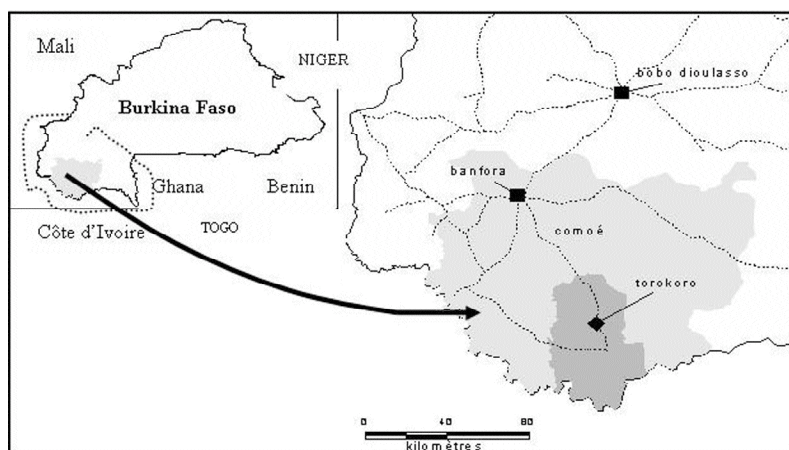 Mali
NIGER
Burkina Faso
Ghana
Benin
Côte d'Ivoire
TOGO
bobo dioulasso
banfora
comoé
torokoro
0 40 80
kilomètres